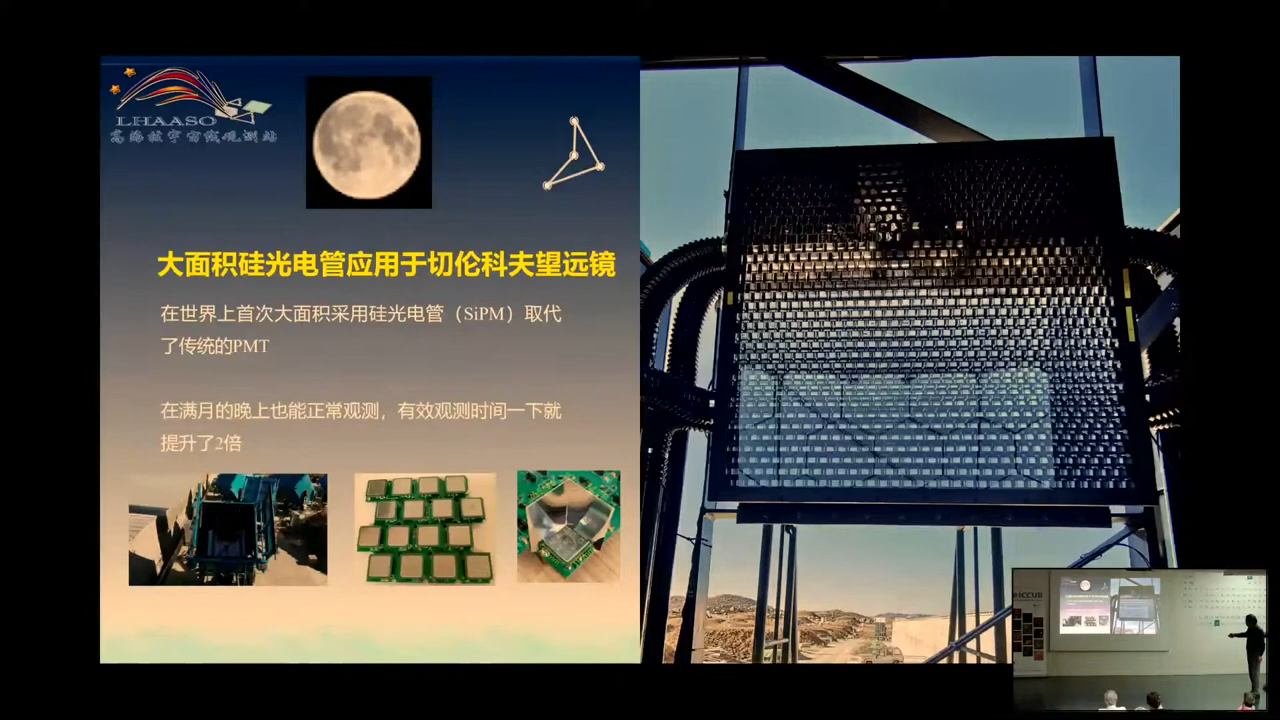 LHAASO
高海拔宇宙线观测站
大面积硅光电管应用于切伦科夫望远镜
在世界上首次大面积采用硅光电管（SiPM）取代
了传统的PMT
在满月的晚上也能正常观测，有效观测时间一下就
提升了2倍